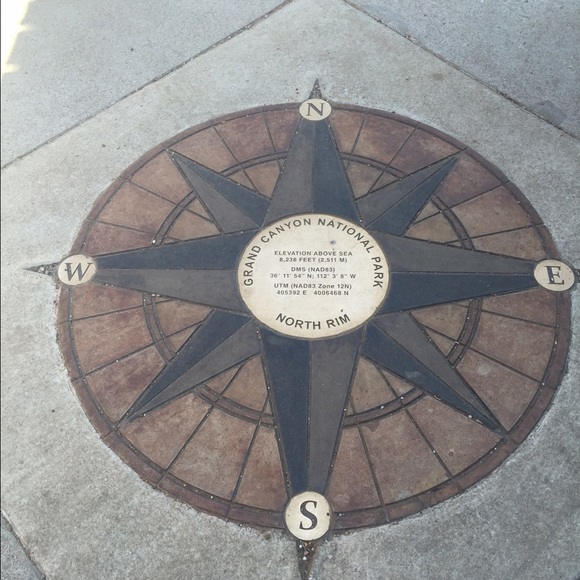 N
GRAND CANYON NATIONAL PARK
ELEVATION ABOVE SEA
8,238 FEET (2,511 M)
DMS (NAD83)
W
36° 11' 54" N; 112° 3' 8" W
E
UTM (NAD83 Zone 12N)
405392 E 4006468 N
NORTH RIM
S